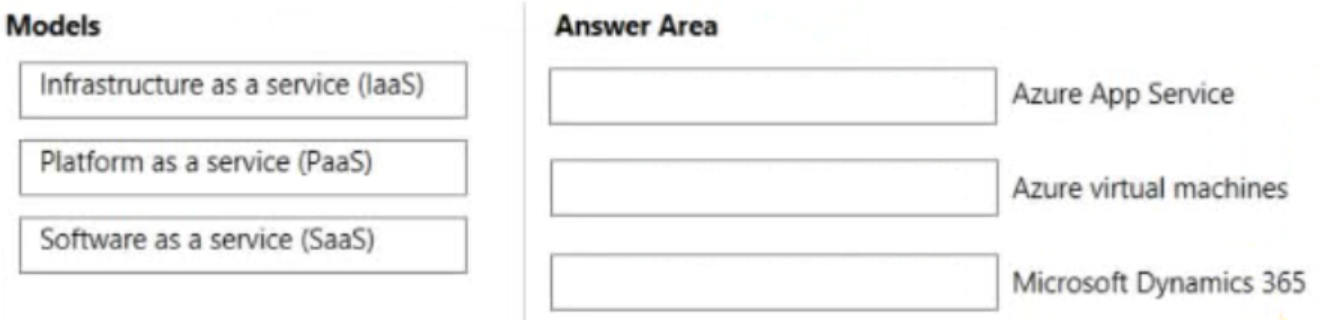 Models
Infrastructure as a service (IaaS)
Platform as a service (PaaS)
Software as a service (SaaS)
Answer Area
Azure App Service
Azure virtual machines
Microsoft Dynamics 365